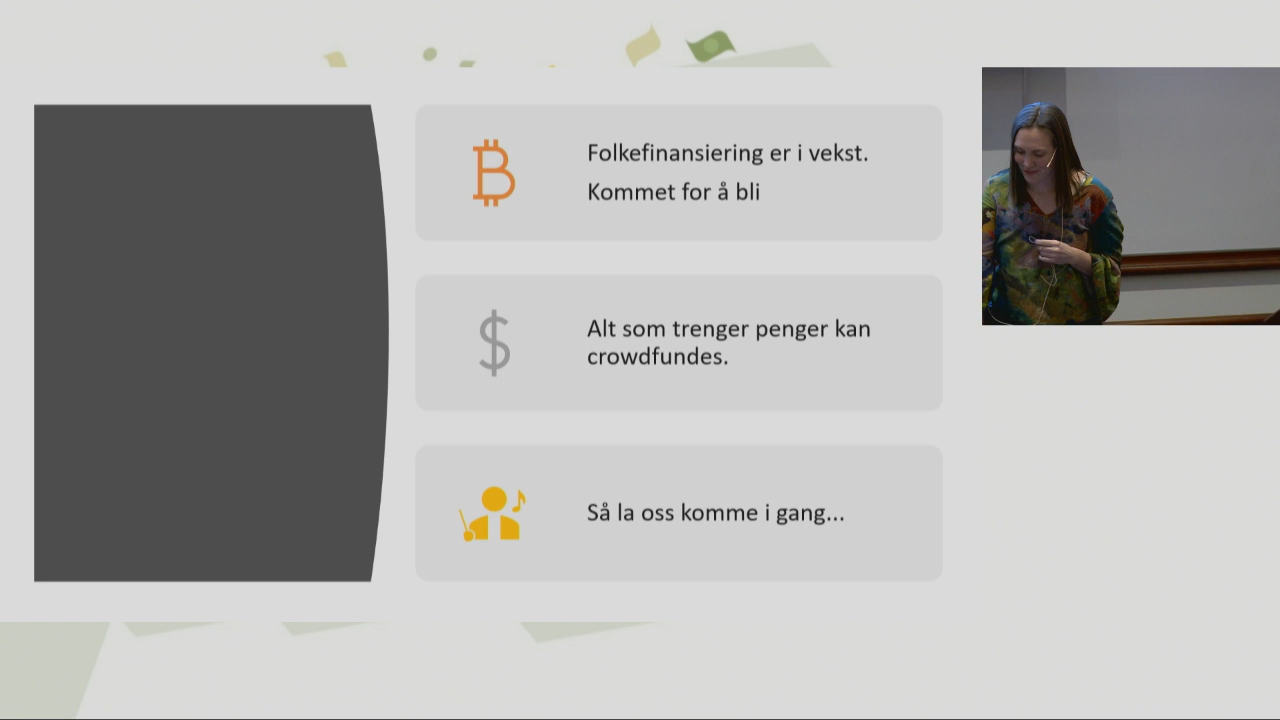 Folkefinansiering er i vekst.
Kommet for å bli
Alt som trenger penger kan
crowdfundes.
Så la oss komme i gang...